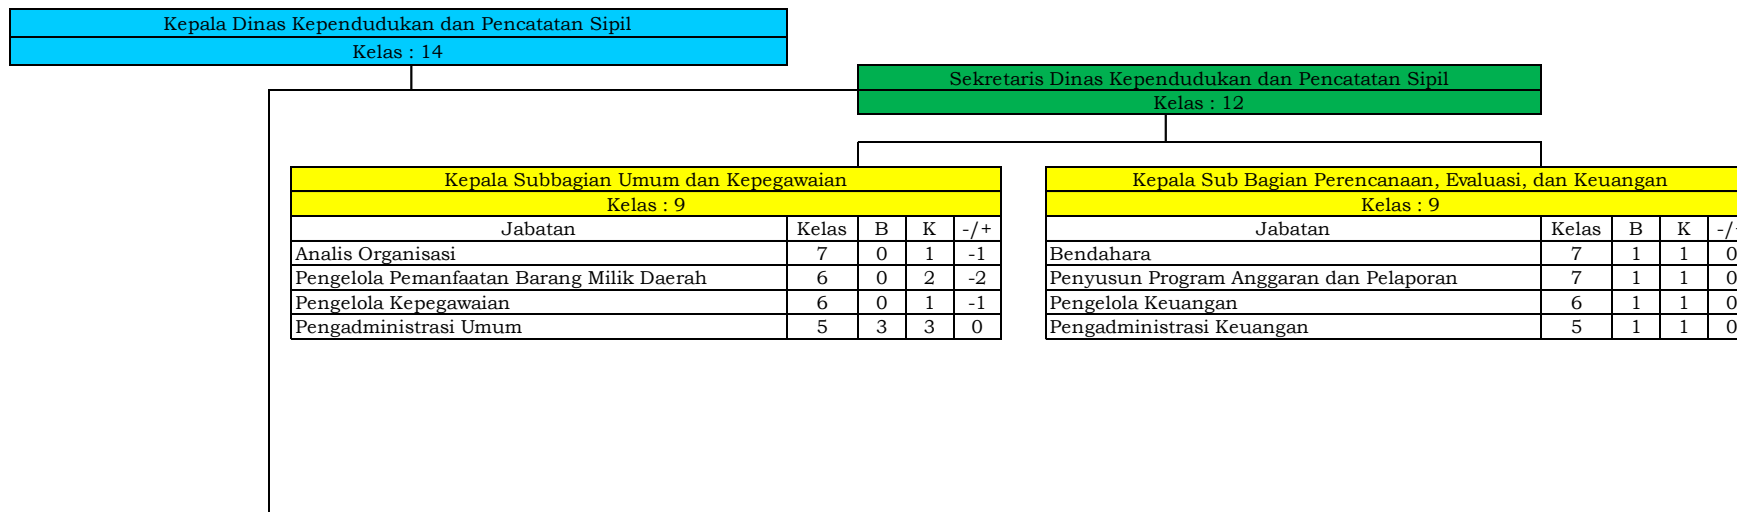 Kepala Dinas Kependudukan dan Pencatatan Sipil
Kelas : 14
Sekretaris Dinas Kependudukan dan Pencatatan Sipil
Kelas : 12
Kepala Subbagian Umum dan Kepegawaian
Kelas : 9
Jabatan Kelas B K -/+
Analis Organisasi 7 0 1 -1
Pengelola Pemanfaatan Barang Milik Daerah 6 0 2 -2
Pengelola Kepegawaian 6 0 1 -1
Pengadministrasi Umum 5 3 3 0
Kepala Sub Bagian Perencanaan, Evaluasi, dan Keuangan
Kelas : 9
Jabatan Kelas B K -/+
Bendahara 7 1 1 0
Penyusun Program Anggaran dan Pelaporan 7 1 1 0
Pengelola Keuangan 6 1 1 0
Pengadministrasi Keuangan 5 1 1 0